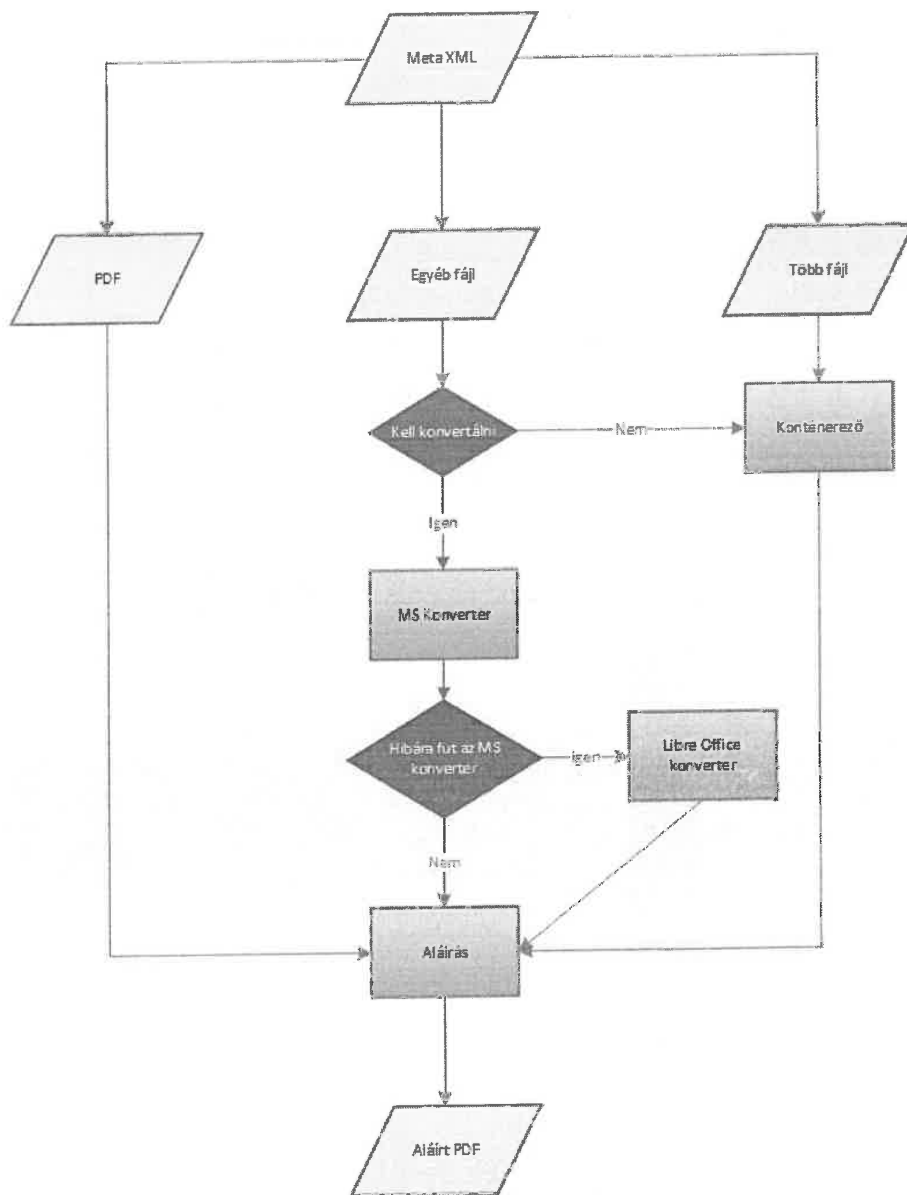 Meta XML
PDF
Egyéb fájl
Több fájl
Kell konvertálni
Nem
Konténerező
Igen
MS Konverter
Hibára fut az MS
konverter
Igen
Libre Office
konverter
Nem
Aláírás
Aláírt PDF